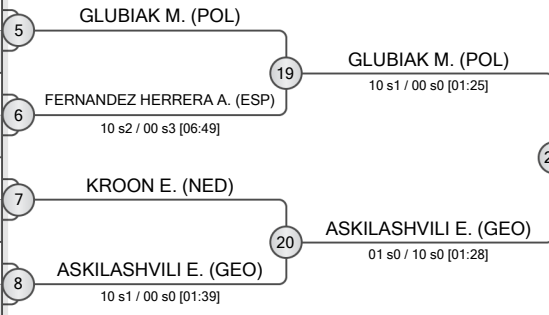 GLUBIAK M. (POL)
5
19
GLUBIAK M. (POL)
10 s1 / 00 s0 [01:25]
FERNANDEZ HERRERA A. (ESP)
6
10 s2 / 00 s3 [06:49]
KROON E. (NED)
7
20
ASKILASHVILI E. (GEO)
01 s0 / 10 s0 [01:28]
ASKILASHVILI E. (GEO)
8
10 s1 / 00 s0 [01:39]